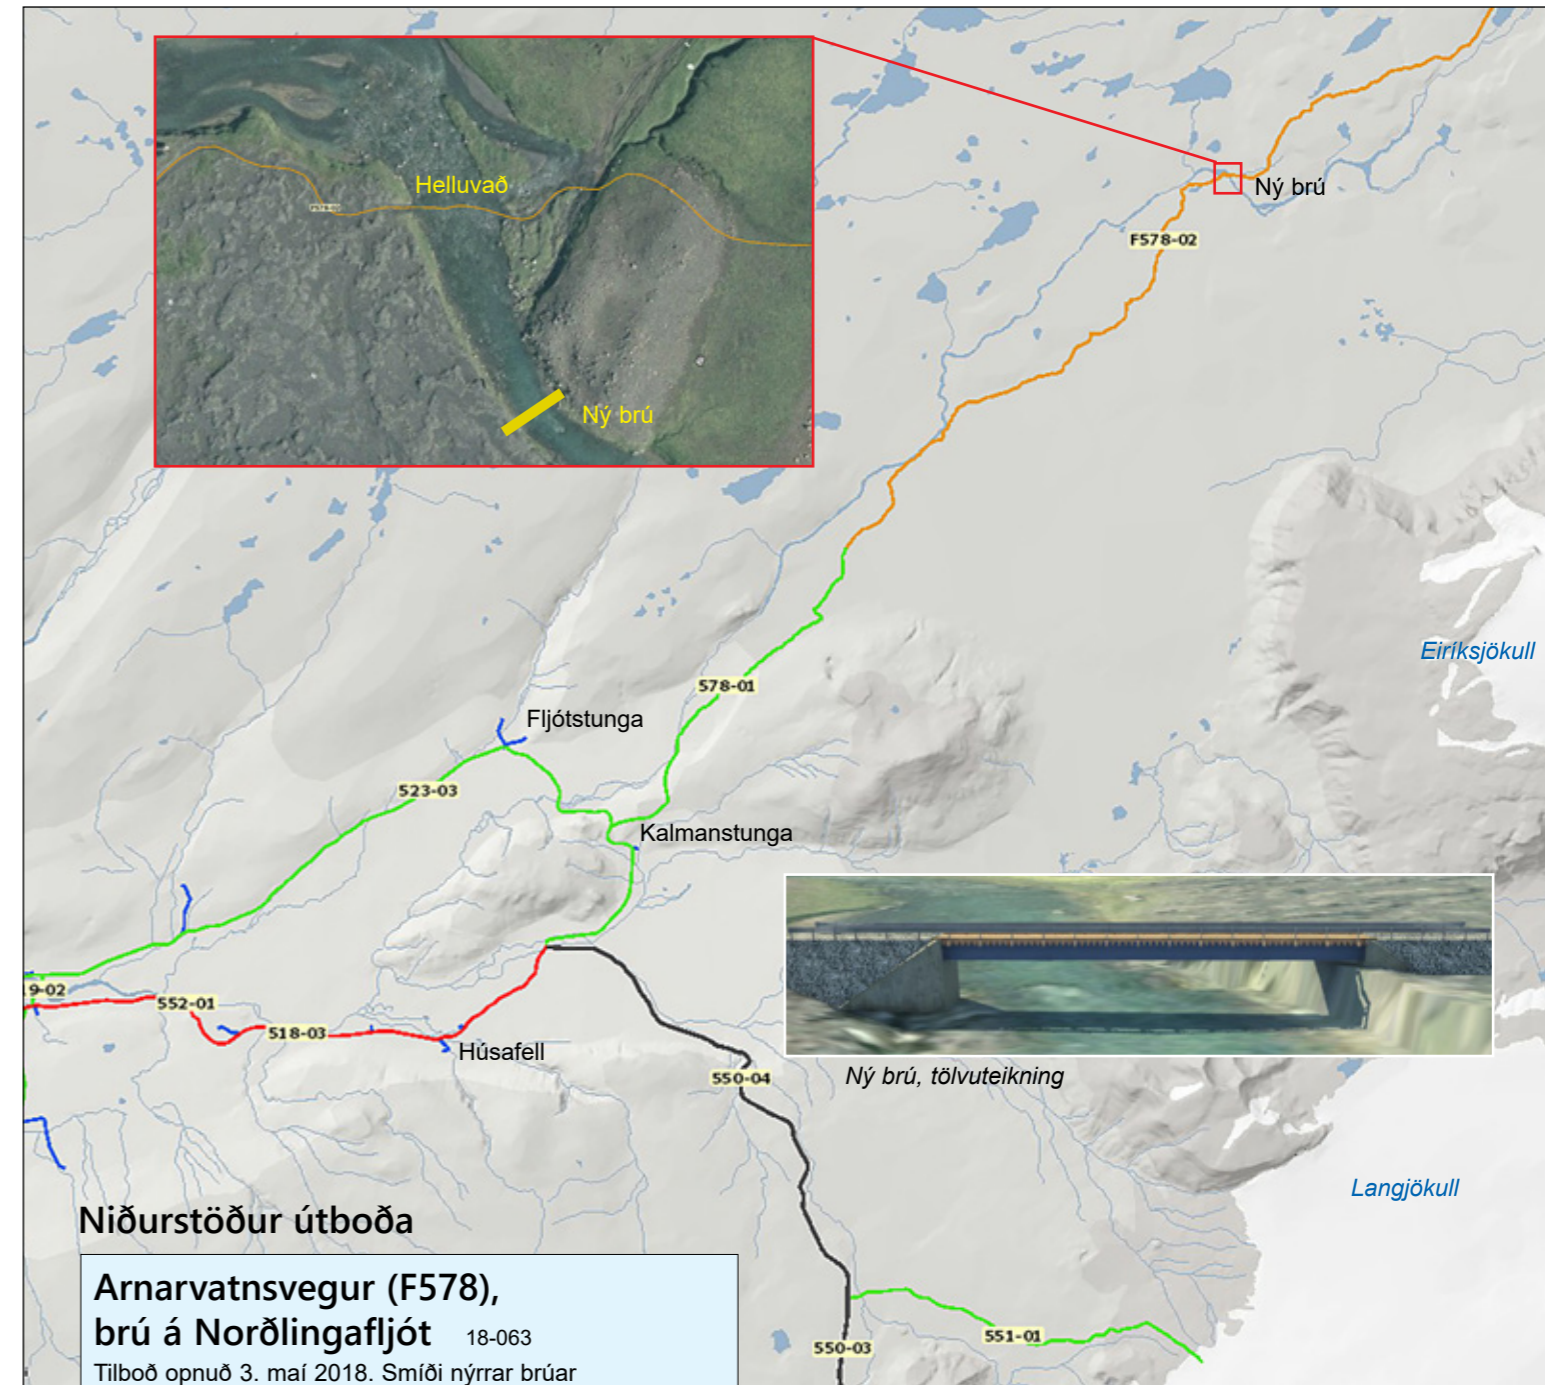 Helluvað
Ný brú
Ný brú
F578-02
Eiríksjökull
578-01
Fljótstunga
523-03
Kalmanstunga
19-02
552-01
518-03
Húsafell
550-04
Ný brú, tölvuteikning
Langjökull
Niðurstöður útboða
Arnarvatnsvegur (F578),
brú á Norðlingafljót 18-063
Tilboð opnuð 3. maí 2018. Smíði nýrrar brúar
550-03
551-01